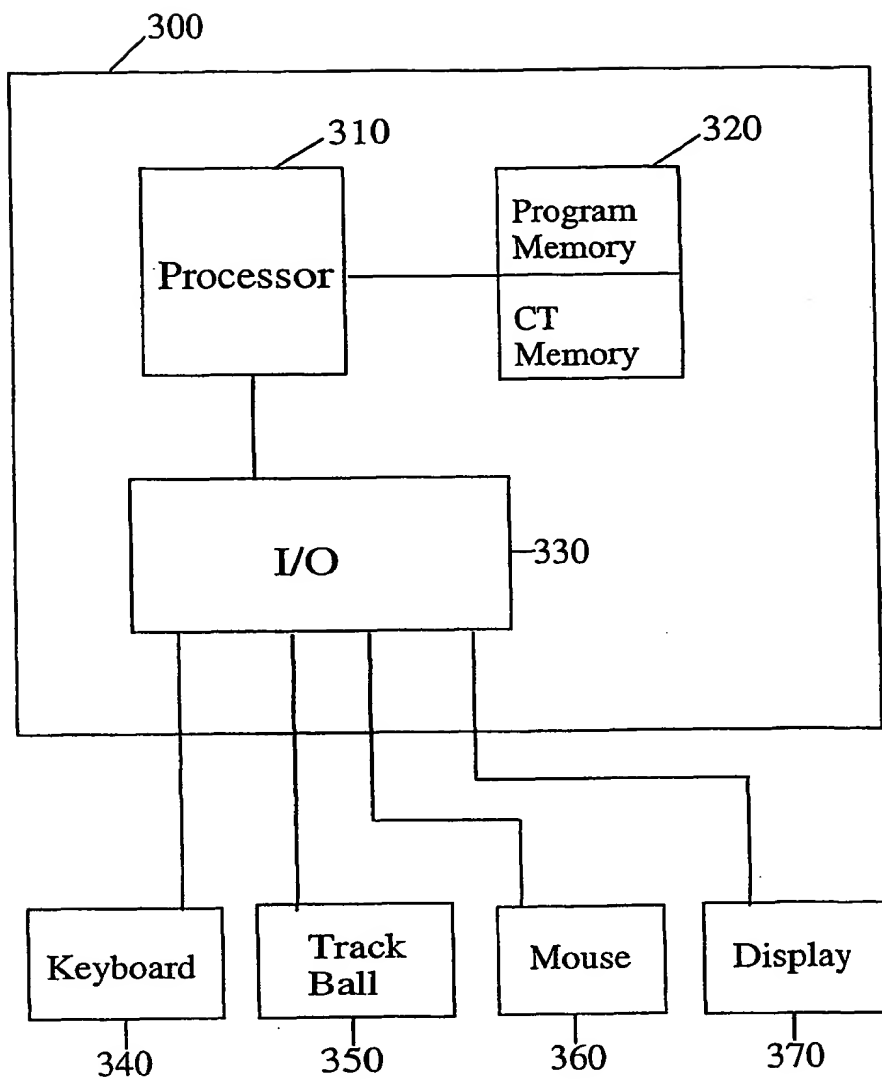 300
310
320
Processor
Program
Memory
CT
Memory
I/O
330
Keyboard
Track
Ball
Mouse
Display
340
350
360
370